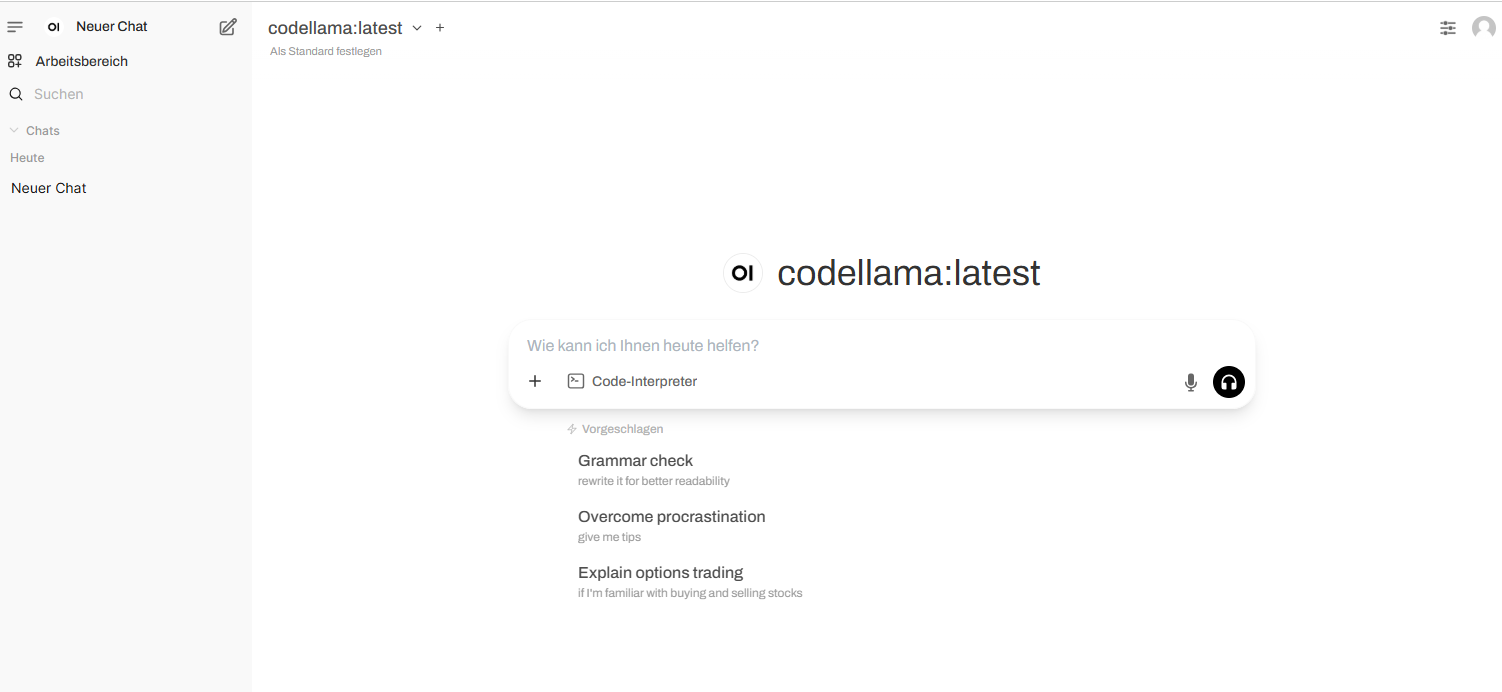 OI Neuer Chat
Arbeitsbereich
Suchen
Chats
Heute
Neuer Chat
codellama:latest
Als Standard festlegen
OI codellama:latest
Wie kann ich Ihnen heute helfen?
Code-Interpreter
Vorgeschlagen
Grammar check
rewrite it for better readability
Overcome procrastination
give me tips
Explain options trading
if I'm familiar with buying and selling stocks